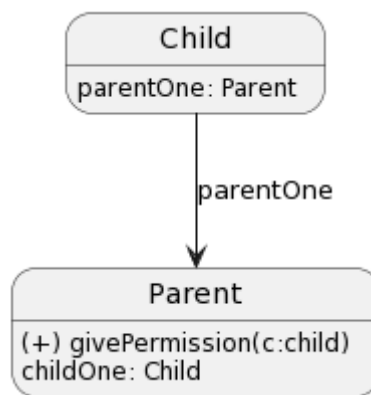 Child
parentOne: Parent
parentOne
Parent
(+) givePermission(c:child)
childOne: Child